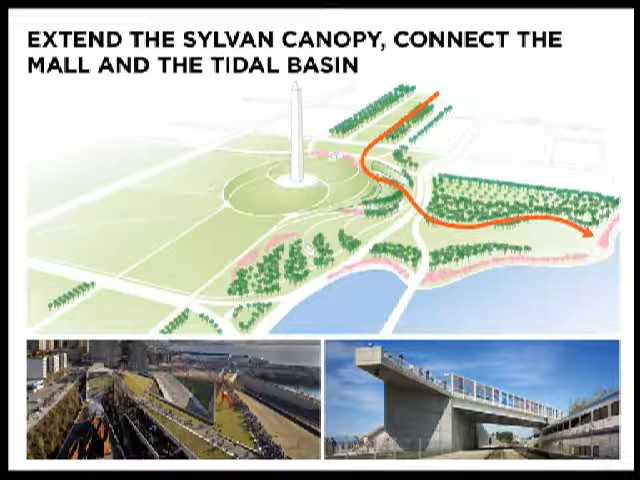 EXTEND THE SYLVAN CANOPY, CONNECT THE
MALL AND THE TIDAL BASIN